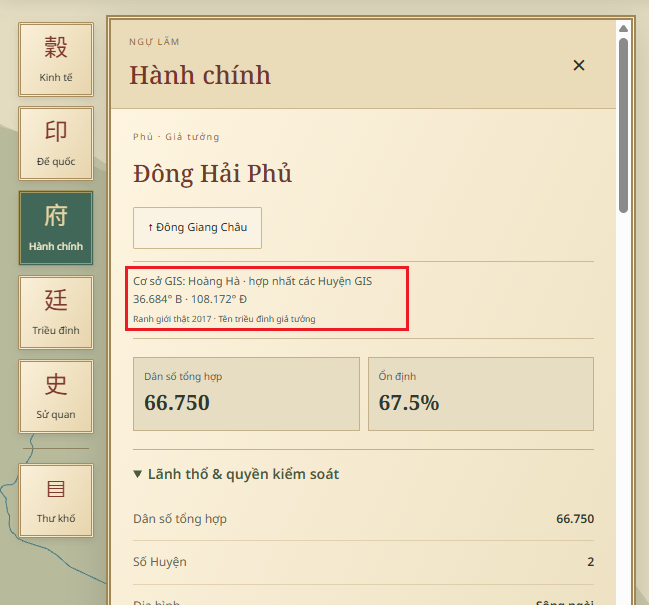 穀
Kinh tế
印
Đế quốc
府
Hành chính
廷
Triều đình
史
Sử quan
Thư khố
NGỰ LÃM
Hành chính
×
Phủ · Giả tưởng
Đông Hải Phủ
↑ Đông Giang Châu
Cơ sở GIS: Hoàng Hà · hợp nhất các Huyện GIS
36.684° B · 108.172° Đ
Ranh giới thật 2017 · Tên triều đình giả tưởng
Dân số tổng hợp
66.750
Ổn định
67.5%
▼ Lãnh thổ & quyền kiểm soát
Dân số tổng hợp 66.750
Số Huyện 2